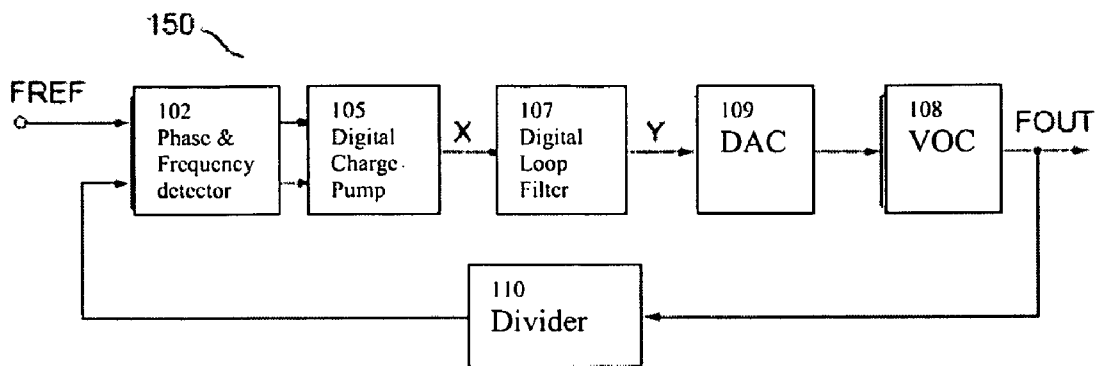 150
FREF
102
Phase &
Frequency
detector
105
Digital
Charge
Pump
X
107
Digital
Loop
Filter
Y
109
DAC
108
VOC
FOUT
110
Divider